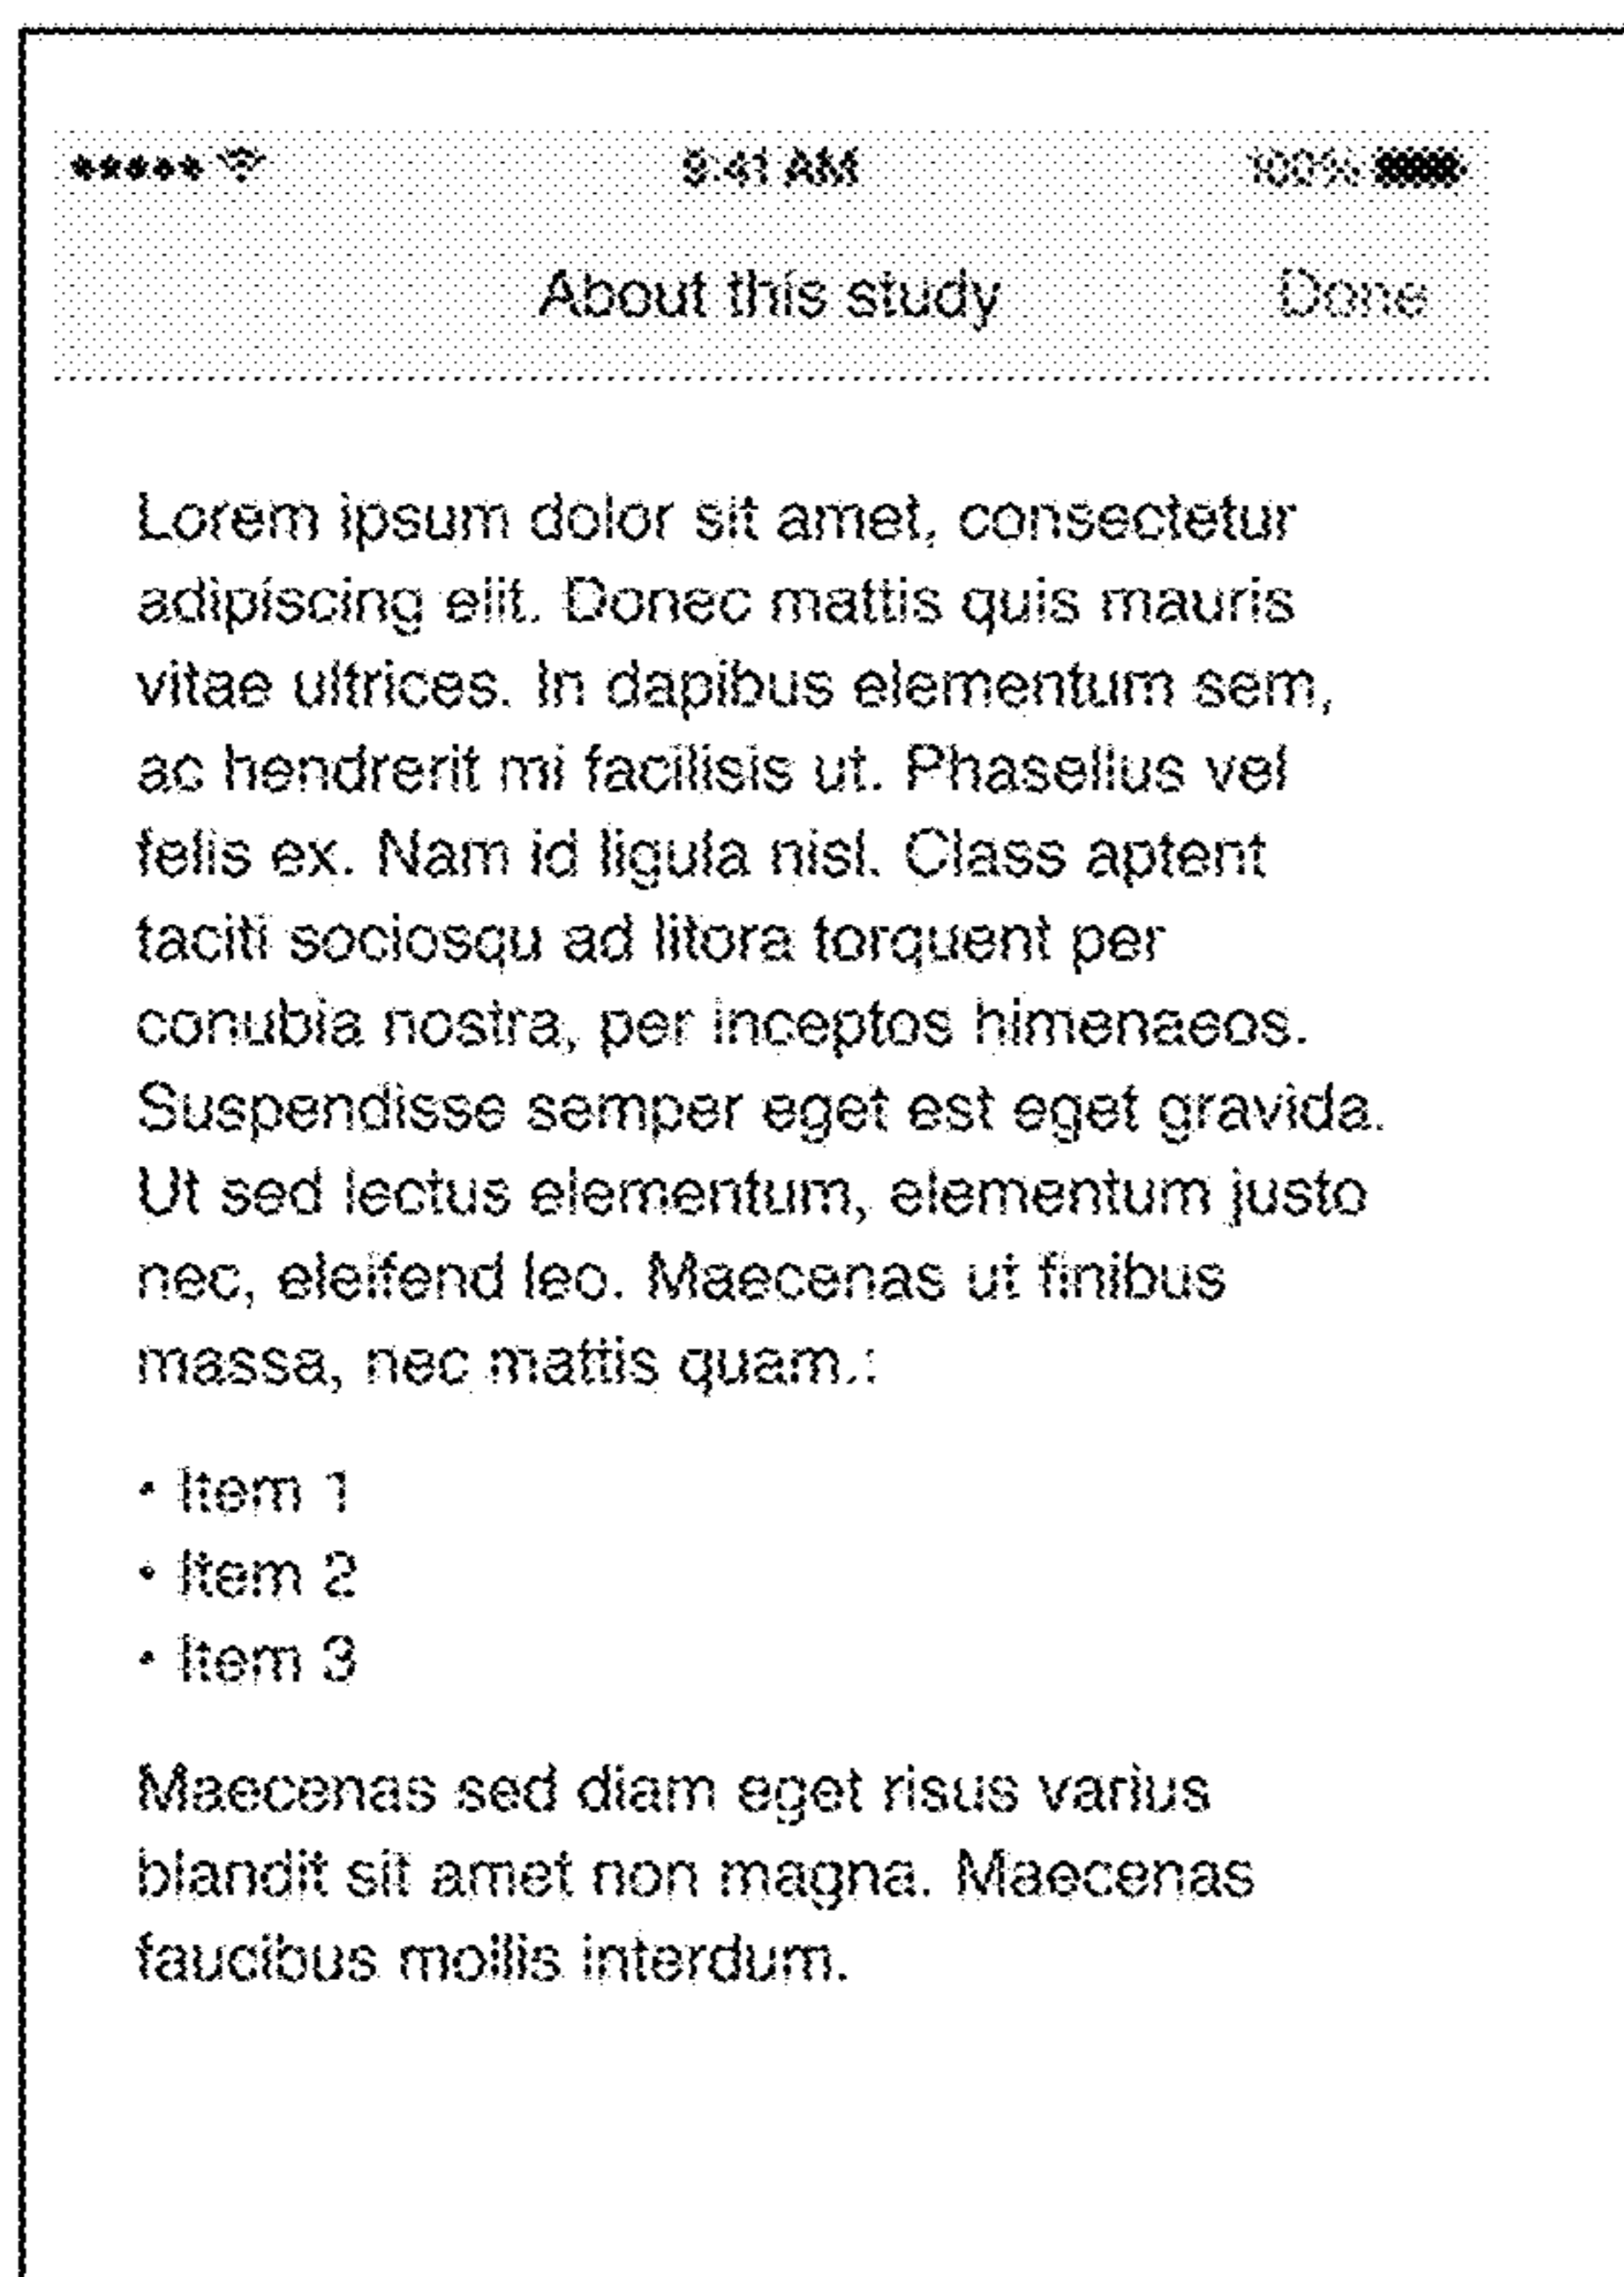 9:41 AM 100%
About this study Done
Lorem ipsum dolor sit amet, consectetur
adipiscing elit. Donec mattis quis mauris
vitae ultrices. In dapibus elementum sem,
ac hendrerit mi facilisis ut. Phasellus vel
felis ex. Nam id ligula nisl. Class aptent
taciti sociosqu ad litora torquent per
conubia nostra, per inceptos himenaeos.
Suspendisse semper eget est eget gravida.
Ut sed lectus elementum, elementum justo
nec, eleifend leo. Maecenas ut finibus
massa, nec mattis quam.:
• Item 1
• Item 2
• Item 3
Maecenas sed diam eget risus varius
blandit sit amet non magna. Maecenas
faucibus mollis interdum.